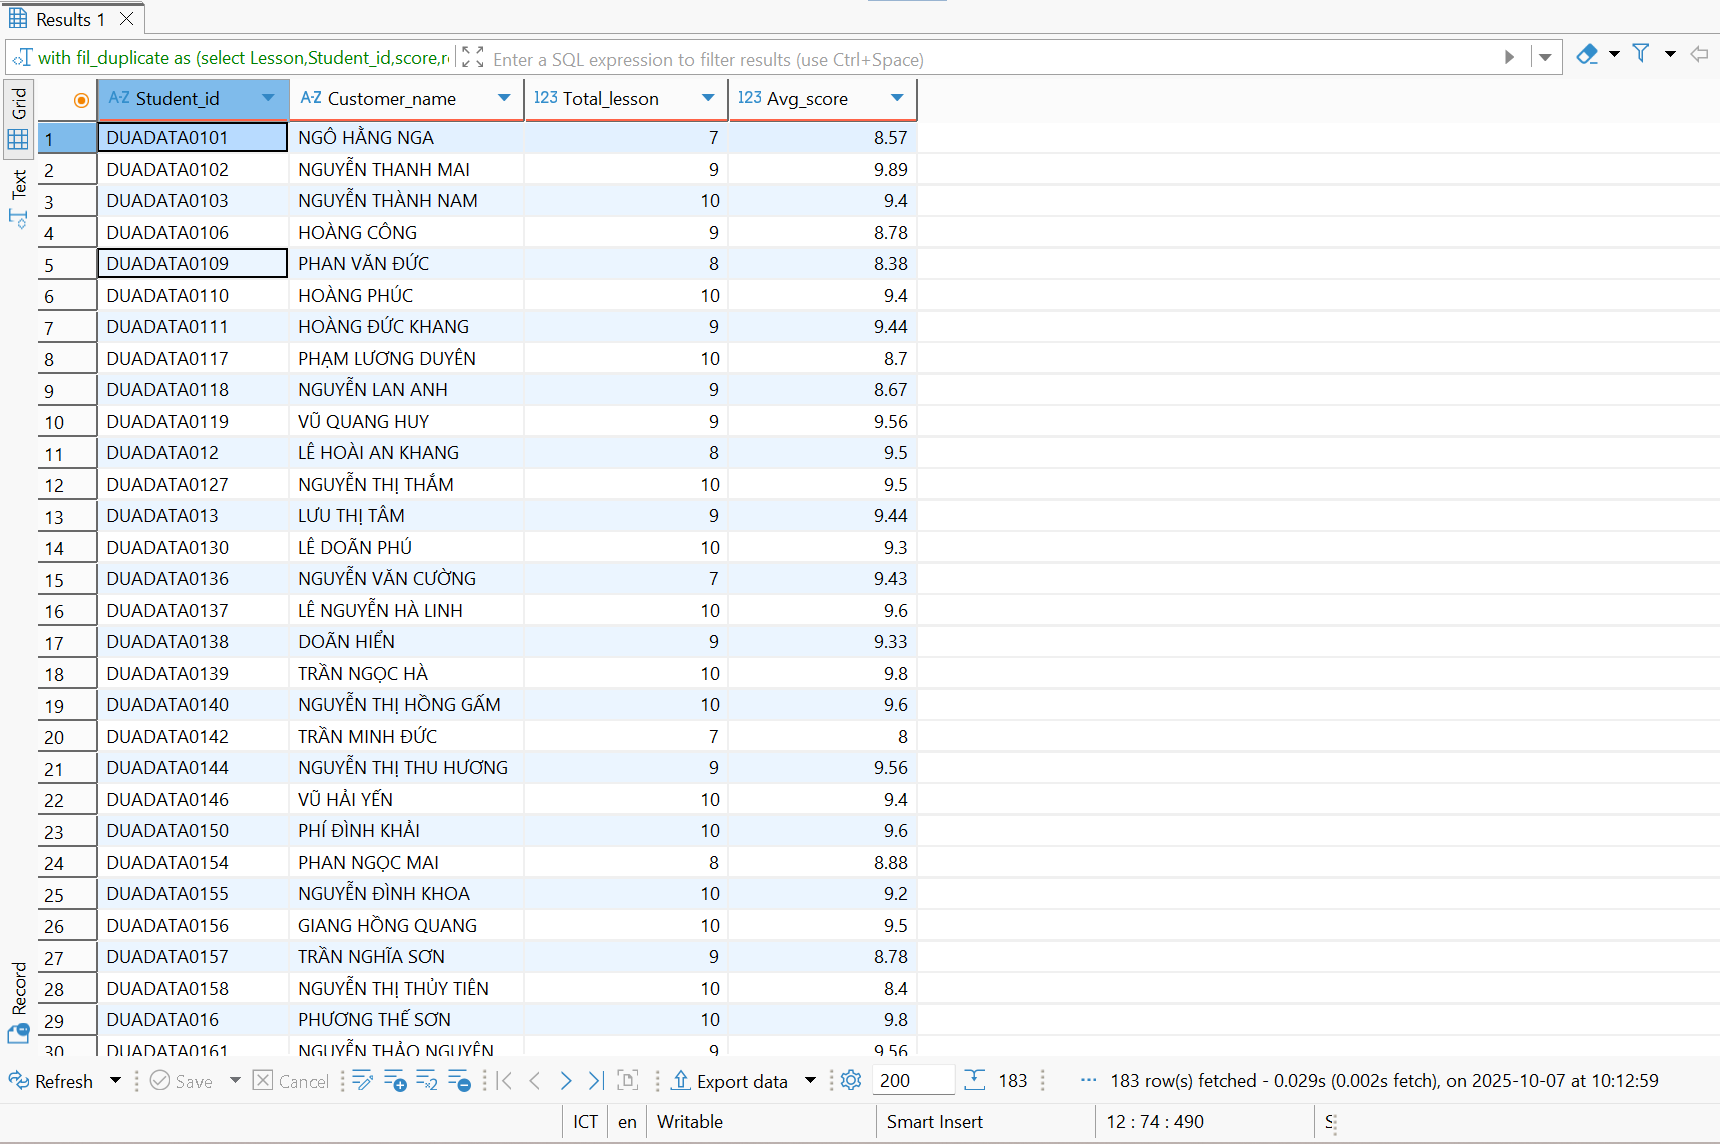 Results 1
with fil_duplicate as (select Lesson,Student_id,score,r Enter a SQL expression to filter results (use Ctrl+Space)
Grid
Text
Record
A-Z Student_id A-Z Customer_name 123 Total_lesson 123 Avg_score
1 DUADATA0101 NGÔ HẰNG NGA 7 8.57
2 DUADATA0102 NGUYỄN THANH MAI 9 9.89
3 DUADATA0103 NGUYỄN THÀNH NAM 10 9.4
4 DUADATA0106 HOÀNG CÔNG 9 8.78
5 DUADATA0109 PHAN VĂN ĐỨC 8 8.38
6 DUADATA0110 HOÀNG PHÚC 10 9.4
7 DUADATA0111 HOÀNG ĐỨC KHANG 9 9.44
8 DUADATA0117 PHẠM LƯƠNG DUYÊN 10 8.7
9 DUADATA0118 NGUYỄN LAN ANH 9 8.67
10 DUADATA0119 VŨ QUANG HUY 9 9.56
11 DUADATA012 LÊ HOÀI AN KHANG 8 9.5
12 DUADATA0127 NGUYỄN THỊ THẮM 10 9.5
13 DUADATA013 LƯU THỊ TÂM 9 9.44
14 DUADATA0130 LÊ DOÃN PHÚ 10 9.3
15 DUADATA0136 NGUYỄN VĂN CƯỜNG 7 9.43
16 DUADATA0137 LÊ NGUYỄN HÀ LINH 10 9.6
17 DUADATA0138 DOÃN HIỂN 9 9.33
18 DUADATA0139 TRẦN NGỌC HÀ 10 9.8
19 DUADATA0140 NGUYỄN THỊ HỒNG GẤM 10 9.6
20 DUADATA0142 TRẦN MINH ĐỨC 7 8
21 DUADATA0144 NGUYỄN THỊ THU HƯƠNG 9 9.56
22 DUADATA0146 VŨ HẢI YẾN 10 9.4
23 DUADATA0150 PHÍ ĐÌNH KHẢI 10 9.6
24 DUADATA0154 PHAN NGỌC MAI 8 8.88
25 DUADATA0155 NGUYỄN ĐÌNH KHOA 10 9.2
26 DUADATA0156 GIANG HỒNG QUANG 10 9.5
27 DUADATA0157 TRẦN NGHĨA SƠN 9 8.78
28 DUADATA0158 NGUYỄN THỊ THỦY TIÊN 10 8.4
29 DUADATA016 PHƯƠNG THẾ SƠN 10 9.8
30 DUADATA0161 NGUYỄN THẢO NGUYÊN 9 9.56
Refresh Save Cancel Export data 200 183 ... 183 row(s) fetched - 0.029s (0.002s fetch), on 2025-10-07 at 10:12:59
ICT en Writable Smart Insert 12 : 74 : 490